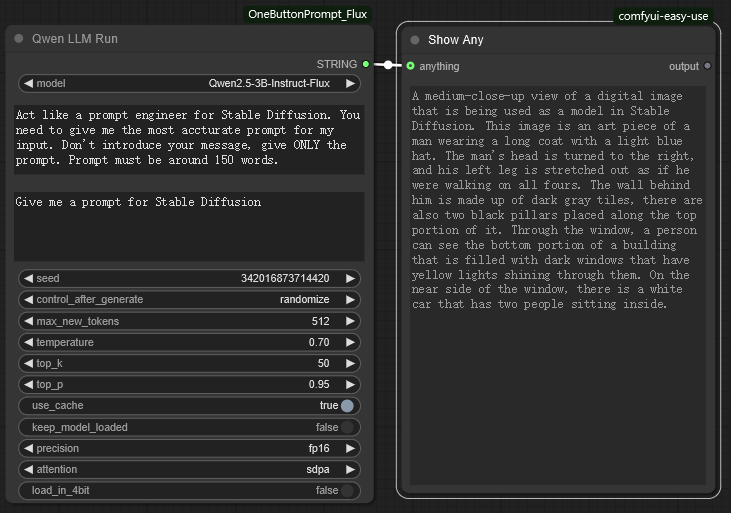 OneButtonPrompt_Flux
Qwen LLM Run
STRING
model
Qwen2.5-3B-Instruct-Flux
Act like a prompt engineer for Stable Diffusion. You
need to give me the most accturate prompt for my
input. Don't introduce your message, give ONLY the
prompt. Prompt must be around 150 words.
Give me a prompt for Stable Diffusion
seed
342016873714420
control_after_generate
randomize
max_new_tokens
512
temperature
0.70
top_k
50
top_p
0.95
use_cache
true
keep_model_loaded
false
precision
fp16
attention
sdpa
load_in_4bit
false
comfyui-easy-use
Show Any
anything
output
A medium-close-up view of a digital image
that is being used as a model in Stable
Diffusion. This image is an art piece of a
man wearing a long coat with a light blue
hat. The man's head is turned to the right,
and his left leg is stretched out as if he
were walking on all fours. The wall behind
him is made up of dark gray tiles, there are
also two black pillars placed along the top
portion of it. Through the window, a person
can see the bottom portion of a building
that is filled with dark windows that have
yellow lights shining through them. On the
near side of the window, there is a white
car that has two people sitting inside.